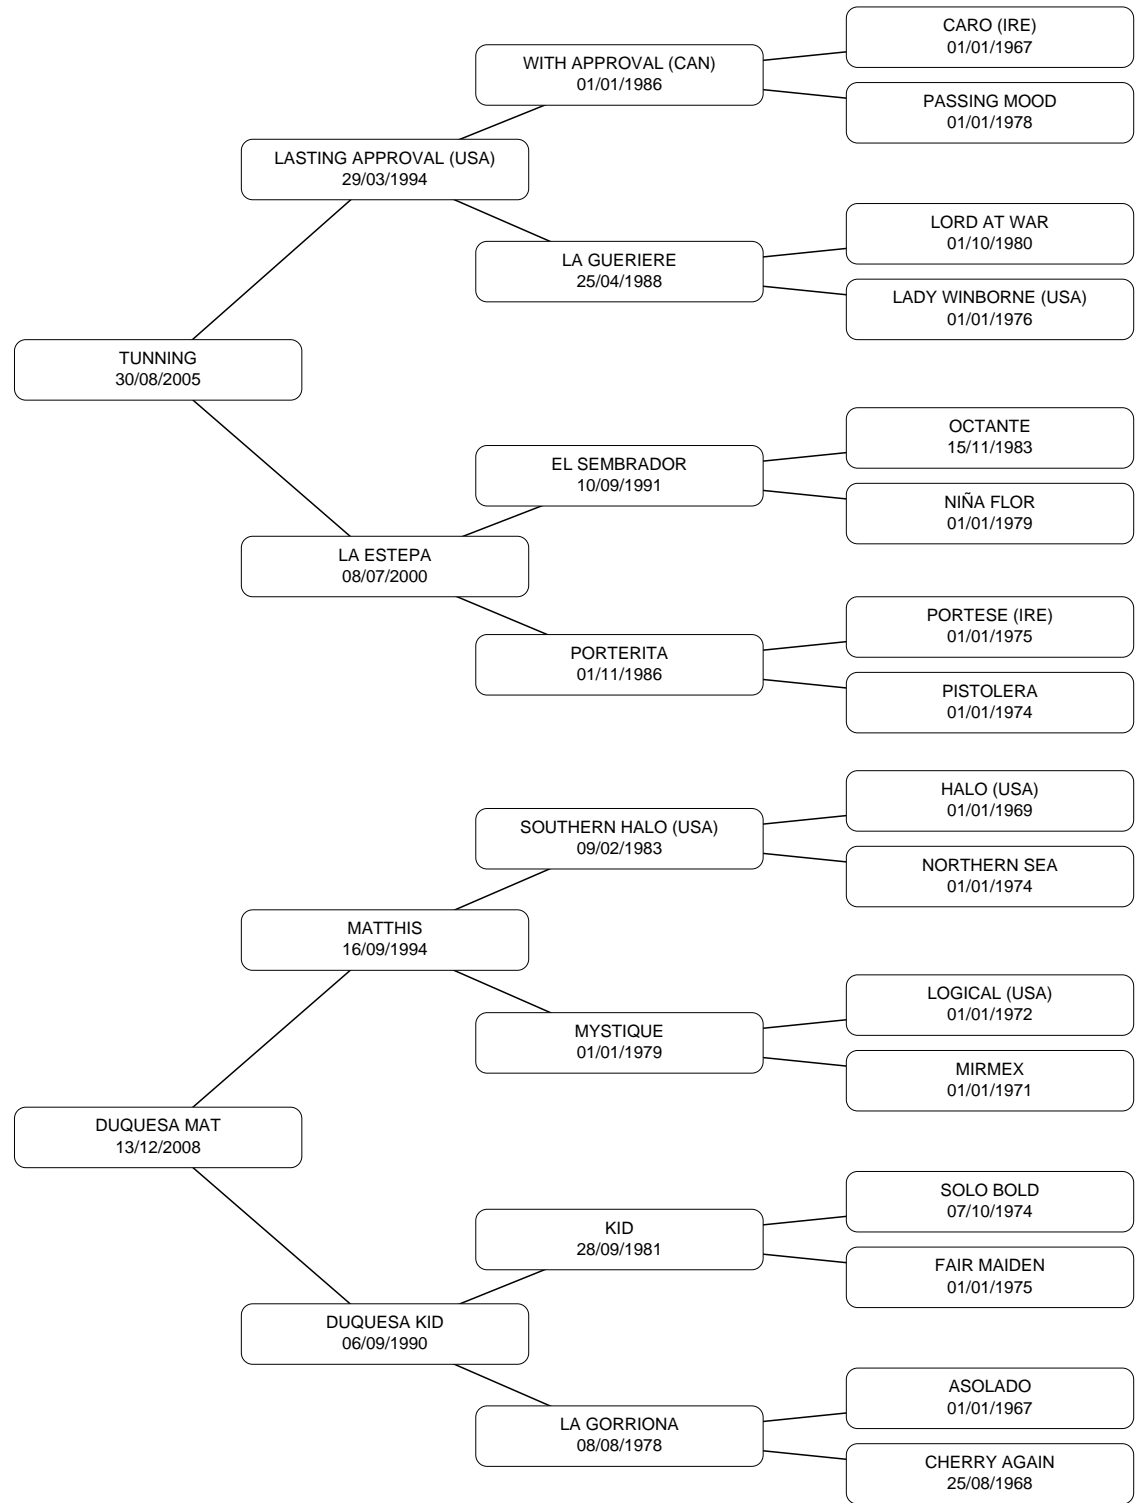 CARO (IRE)
01/01/1967
WITH APPROVAL (CAN)
01/01/1986
PASSING MOOD
01/01/1978
LASTING APPROVAL (USA)
29/03/1994
LORD AT WAR
01/10/1980
LA GUERIERE
25/04/1988
LADY WINBORNE (USA)
01/01/1976
TUNNING
30/08/2005
OCTANTE
15/11/1983
EL SEMBRADOR
10/09/1991
NIÑA FLOR
01/01/1979
LA ESTEPA
08/07/2000
PORTESE (IRE)
01/01/1975
PORTERITA
01/11/1986
PISTOLERA
01/01/1974
HALO (USA)
01/01/1969
SOUTHERN HALO (USA)
09/02/1983
NORTHERN SEA
01/01/1974
MATTHIS
16/09/1994
LOGICAL (USA)
01/01/1972
MYSTIQUE
01/01/1979
MIRMEX
01/01/1971
DUQUESA MAT
13/12/2008
SOLO BOLD
07/10/1974
KID
28/09/1981
FAIR MAIDEN
01/01/1975
DUQUESA KID
06/09/1990
ASOLADO
01/01/1967
LA GORRIONA
08/08/1978
CHERRY AGAIN
25/08/1968